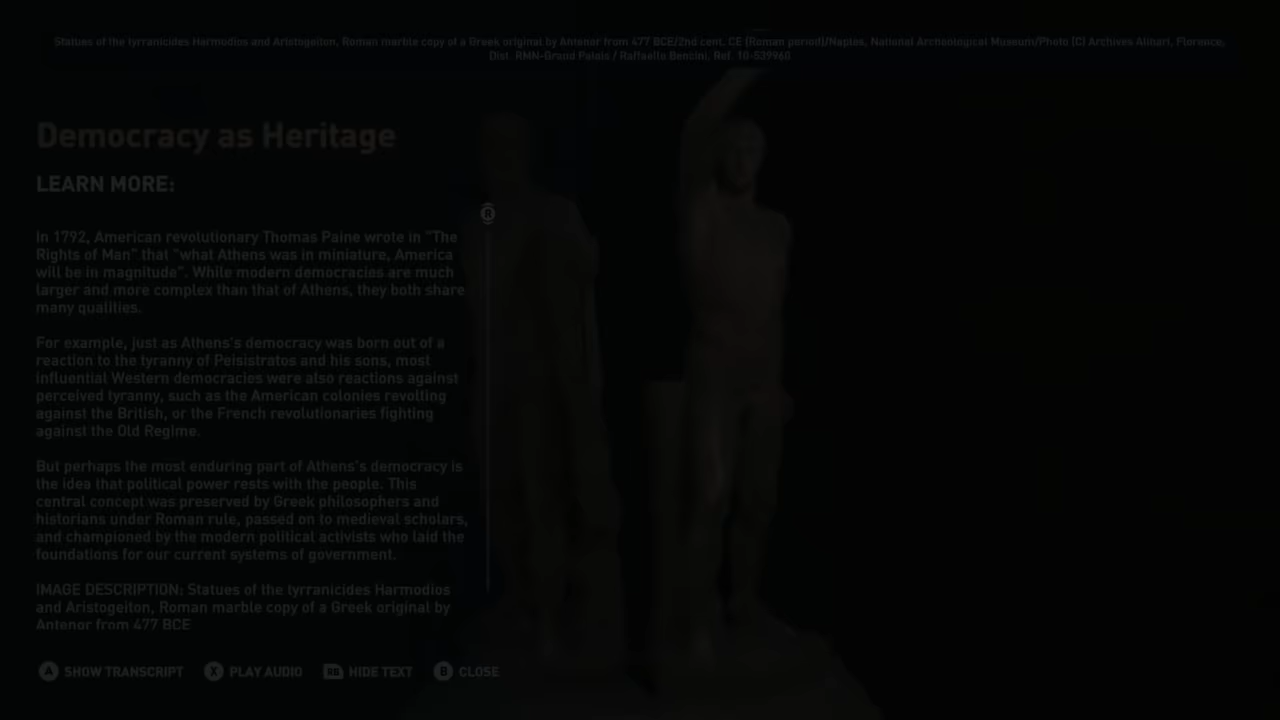 Statues of the tyrranicides Harmodios and Aristogeiton, Roman marble copy of a Greek original by Antenor from 477 BCE/2nd cent. CE (Roman period)/Naples, National Archeological Museum/Photo (C) Archives Alinari, Florence,
Dist. RMN-Grand Palais / Raffaello Bencini, Ref. 10-539960
Democracy as Heritage
LEARN MORE:
R
In 1792, American revolutionary Thomas Paine wrote in "The
Rights of Man" that "what Athens was in miniature, America
will be in magnitude". While modern democracies are much
larger and more complex than that of Athens, they both share
many qualities.
For example, just as Athens's democracy was born out of a
reaction to the tyranny of Peisistratos and his sons, most
influential Western democracies were also reactions against
perceived tyranny, such as the American colonies revolting
against the British, or the French revolutionaries fighting
against the Old Regime.
But perhaps the most enduring part of Athens's democracy is
the idea that political power rests with the people. This
central concept was preserved by Greek philosophers and
historians under Roman rule, passed on to medieval scholars,
and championed by the modern political activists who laid the
foundations for our current systems of government.
IMAGE DESCRIPTION: Statues of the tyrranicides Harmodios
and Aristogeiton, Roman marble copy of a Greek original by
Antenor from 477 BCE
A SHOW TRANSCRIPT X PLAY AUDIO RB HIDE TEXT B CLOSE